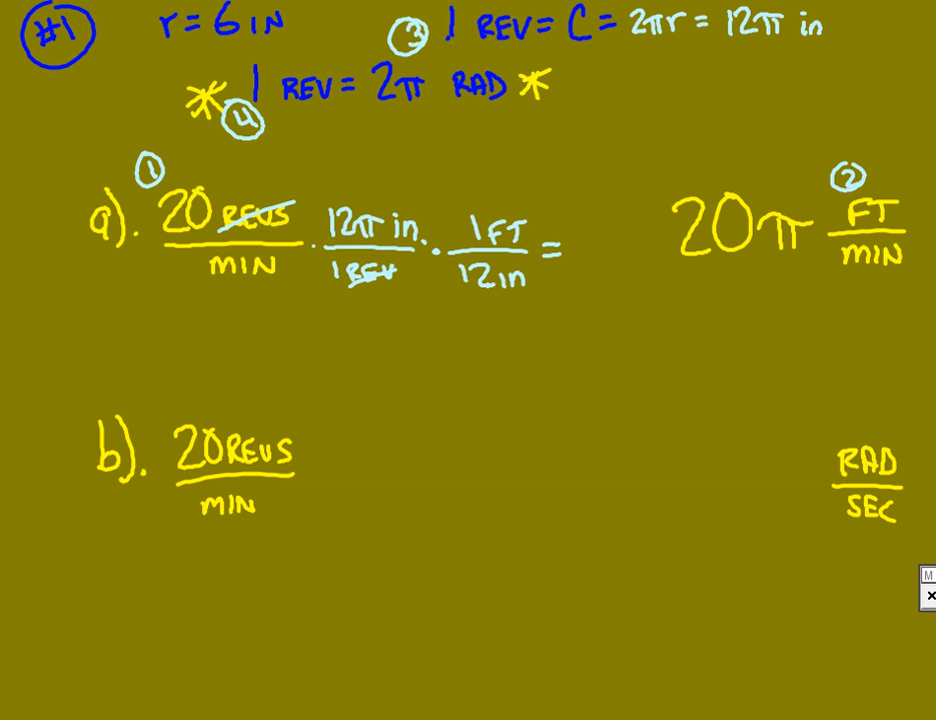 #1 r = 6 IN ③ 1 REV = C = 2πr = 12π in
* ④ 1 REV = 2π RAD *
① ②
a). 20 REVS / MIN · 12π in. / 1 REV · 1 FT / 12 in = 20π FT / MIN
b). 20 REVS / MIN RAD / SEC
M
×